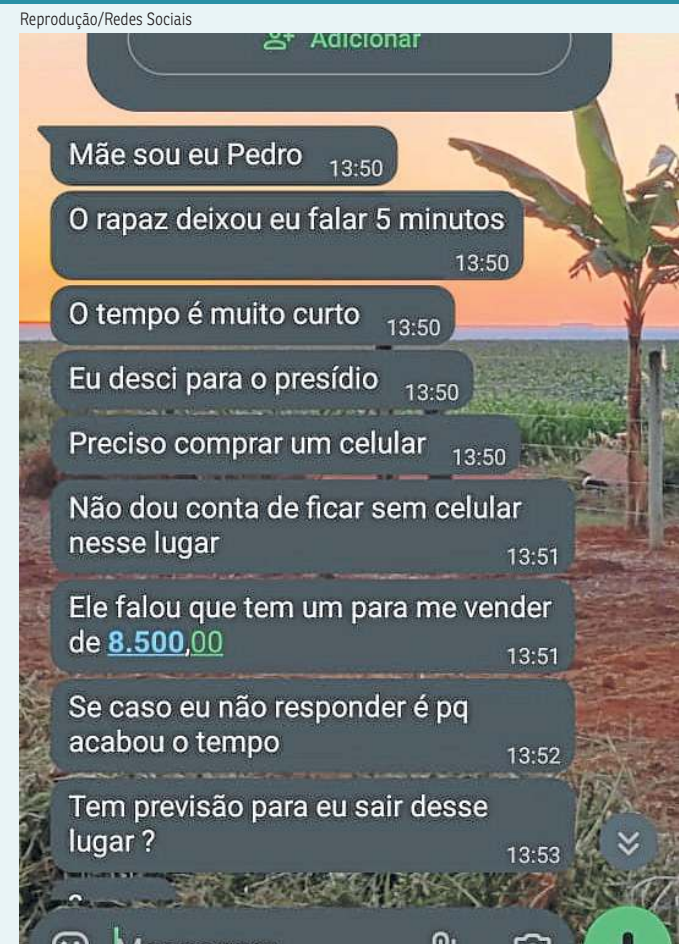 Reprodução/Redes Sociais
Adicionar
Mãe sou eu Pedro 13:50
O rapaz deixou eu falar 5 minutos
13:50
O tempo é muito curto 13:50
Eu desci para o presídio 13:50
Preciso comprar um celular 13:50
Não dou conta de ficar sem celular
nesse lugar 13:51
Ele falou que tem um para me vender
de 8.500,00 13:51
Se caso eu não responder é pq
acabou o tempo 13:52
Tem previsão para eu sair desse
lugar ? 13:53